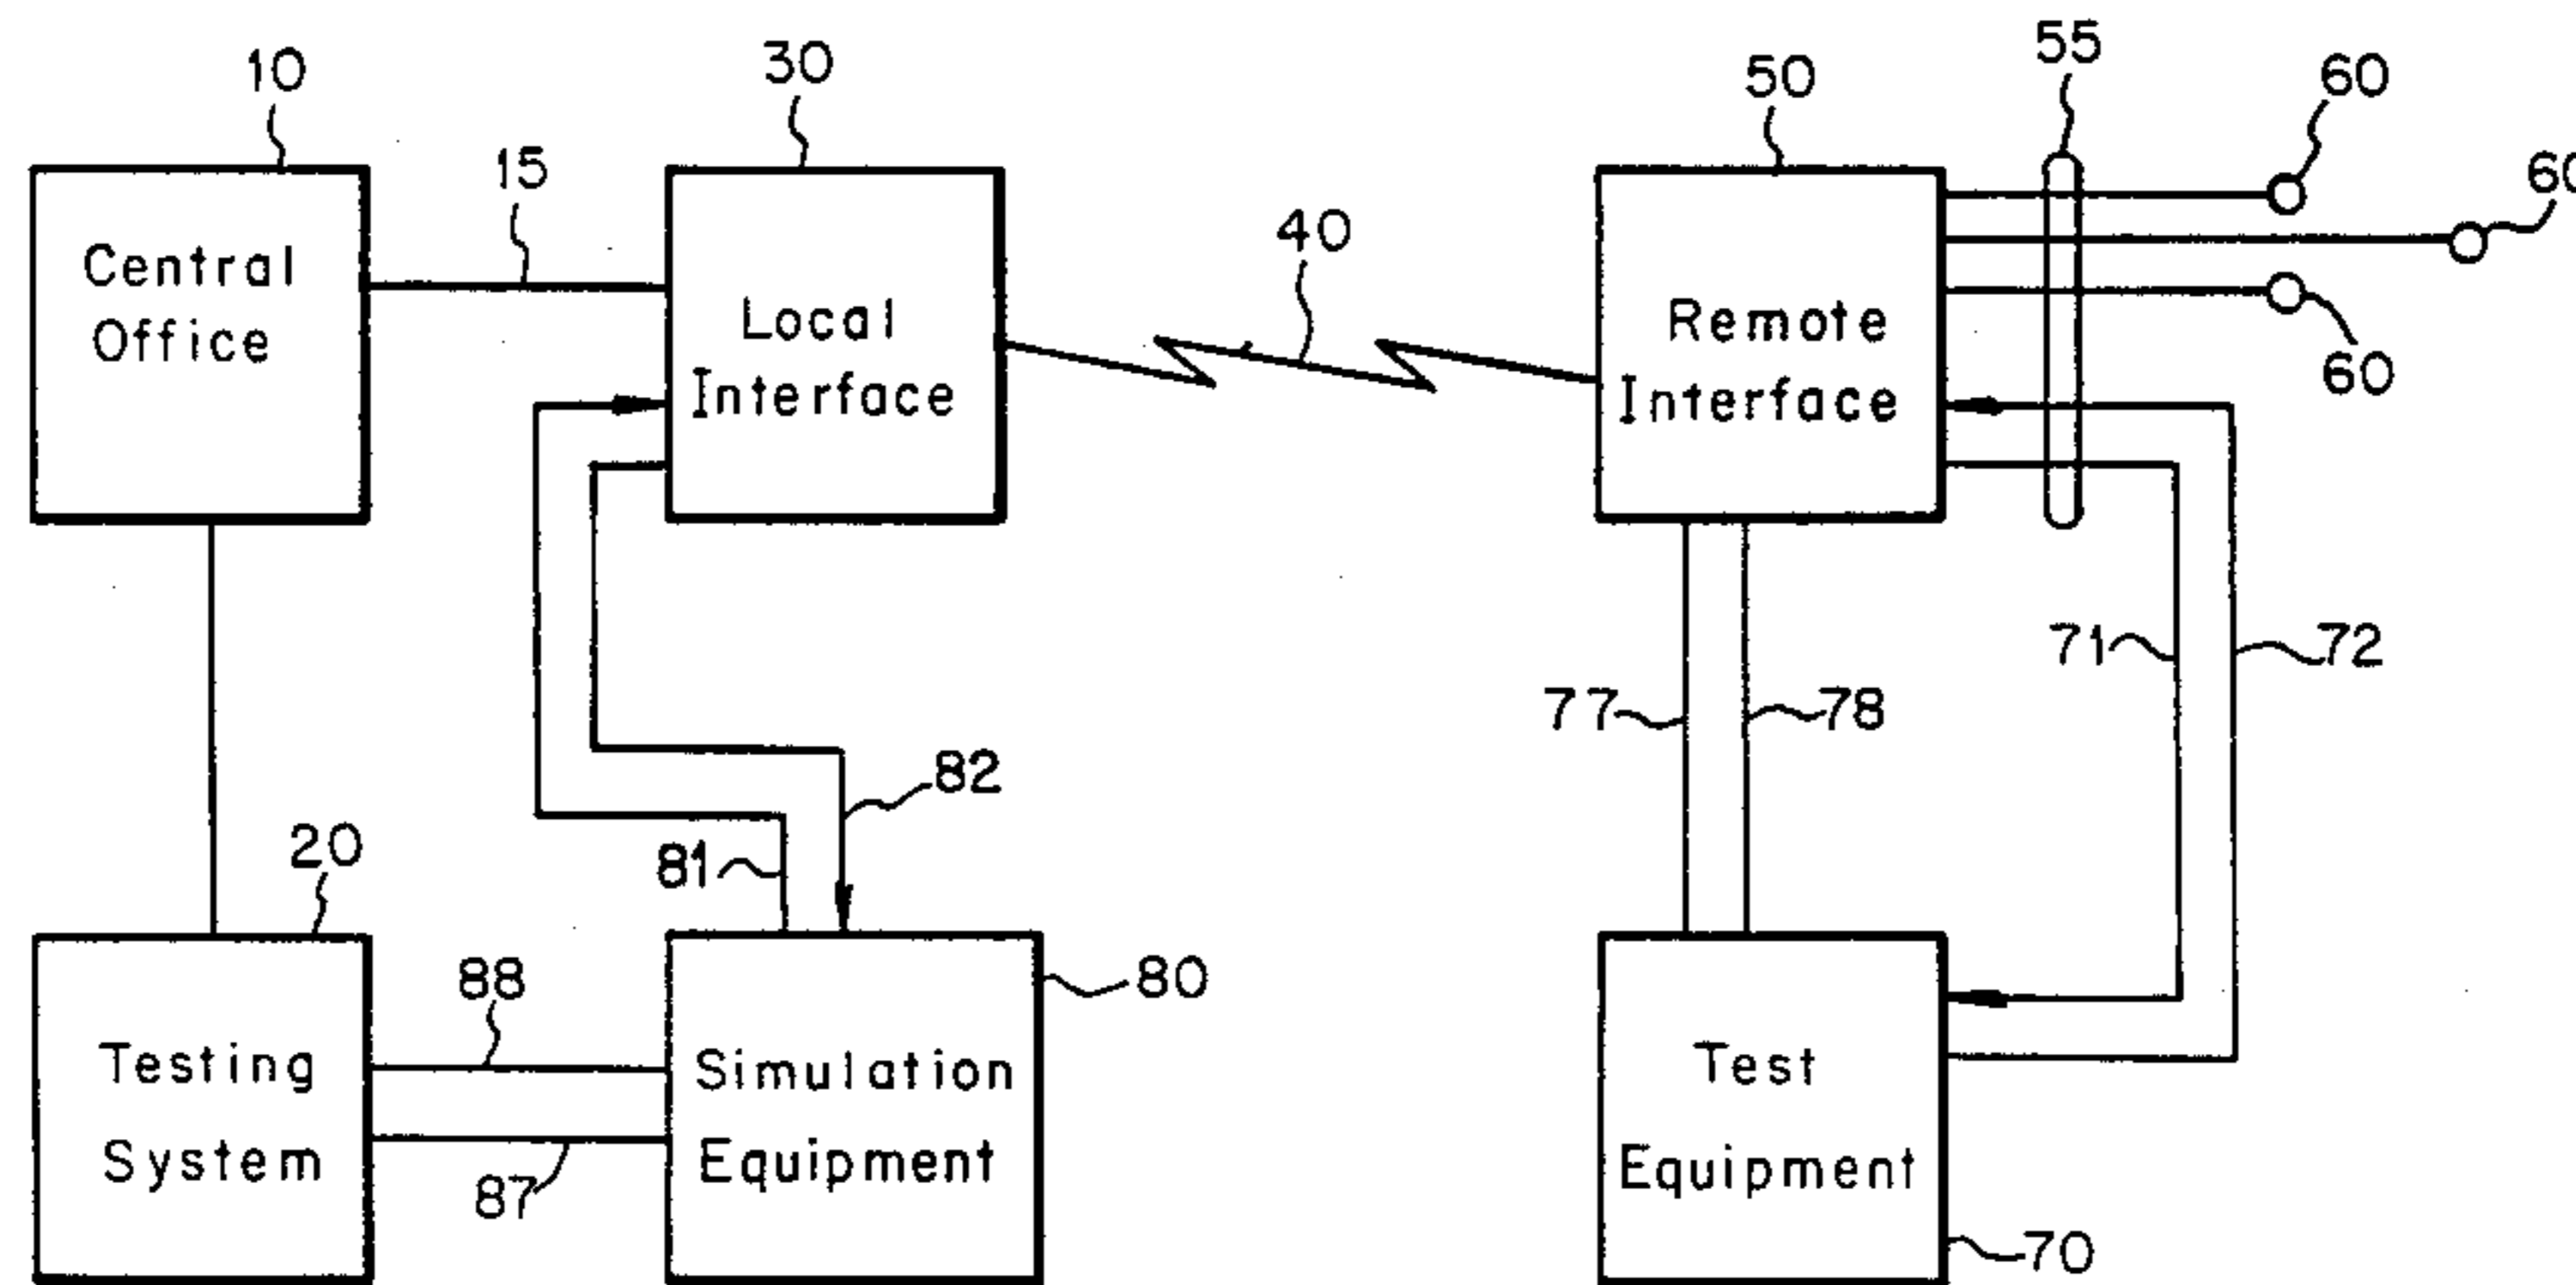 10
30
50
55
60
60
15
40
60
Central
Office
Local
Interface
Remote
Interface
71
72
77
78
82
81
20
88
80
87
Testing
System
Simulation
Equipment
Test
Equipment
70